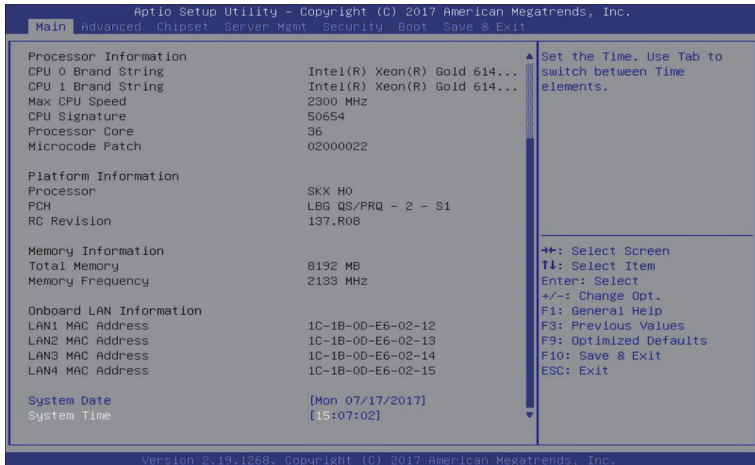 Aptio Setup Utility – Copyright (C) 2017 American Megatrends, Inc.
Main Advanced Chipset Server Mgmt Security Boot Save & Exit
Processor Information
CPU 0 Brand String Intel(R) Xeon(R) Gold 614...
CPU 1 Brand String Intel(R) Xeon(R) Gold 614...
Max CPU Speed 2300 MHz
CPU Signature 50654
Processor Core 36
Microcode Patch 02000022
Platform Information
Processor SKX H0
PCH LBG QS/PRQ - 2 - S1
RC Revision 137.R08
Memory Information
Total Memory 8192 MB
Memory Frequency 2133 MHz
Onboard LAN Information
LAN1 MAC Address 1C-1B-0D-E6-02-12
LAN2 MAC Address 1C-1B-0D-E6-02-13
LAN3 MAC Address 1C-1B-0D-E6-02-14
LAN4 MAC Address 1C-1B-0D-E6-02-15
System Date [Mon 07/17/2017]
System Time [15:07:02]
Set the Time. Use Tab to
switch between Time
elements.
→←: Select Screen
↑↓: Select Item
Enter: Select
+/-: Change Opt.
F1: General Help
F3: Previous Values
F9: Optimized Defaults
F10: Save & Exit
ESC: Exit
Version 2.19.1268. Copyright (C) 2017 American Megatrends, Inc.